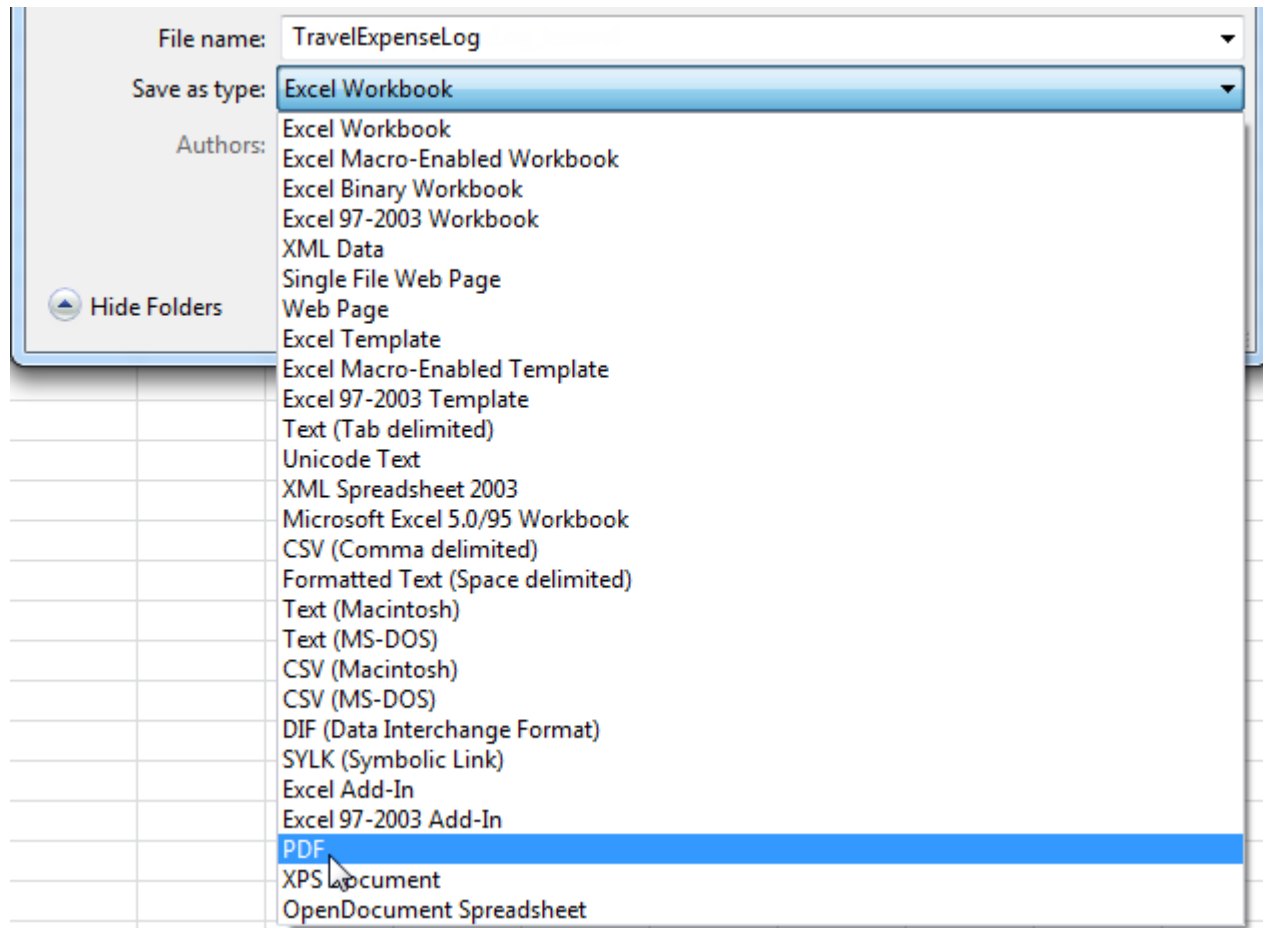 File name: TravelExpenseLog
Save as type: Excel Workbook
Authors:
Excel Workbook
Excel Macro-Enabled Workbook
Excel Binary Workbook
Excel 97-2003 Workbook
XML Data
Single File Web Page
Hide Folders
Web Page
Excel Template
Excel Macro-Enabled Template
Excel 97-2003 Template
Text (Tab delimited)
Unicode Text
XML Spreadsheet 2003
Microsoft Excel 5.0/95 Workbook
CSV (Comma delimited)
Formatted Text (Space delimited)
Text (Macintosh)
Text (MS-DOS)
CSV (Macintosh)
CSV (MS-DOS)
DIF (Data Interchange Format)
SYLK (Symbolic Link)
Excel Add-In
Excel 97-2003 Add-In
PDF
XPS Document
OpenDocument Spreadsheet